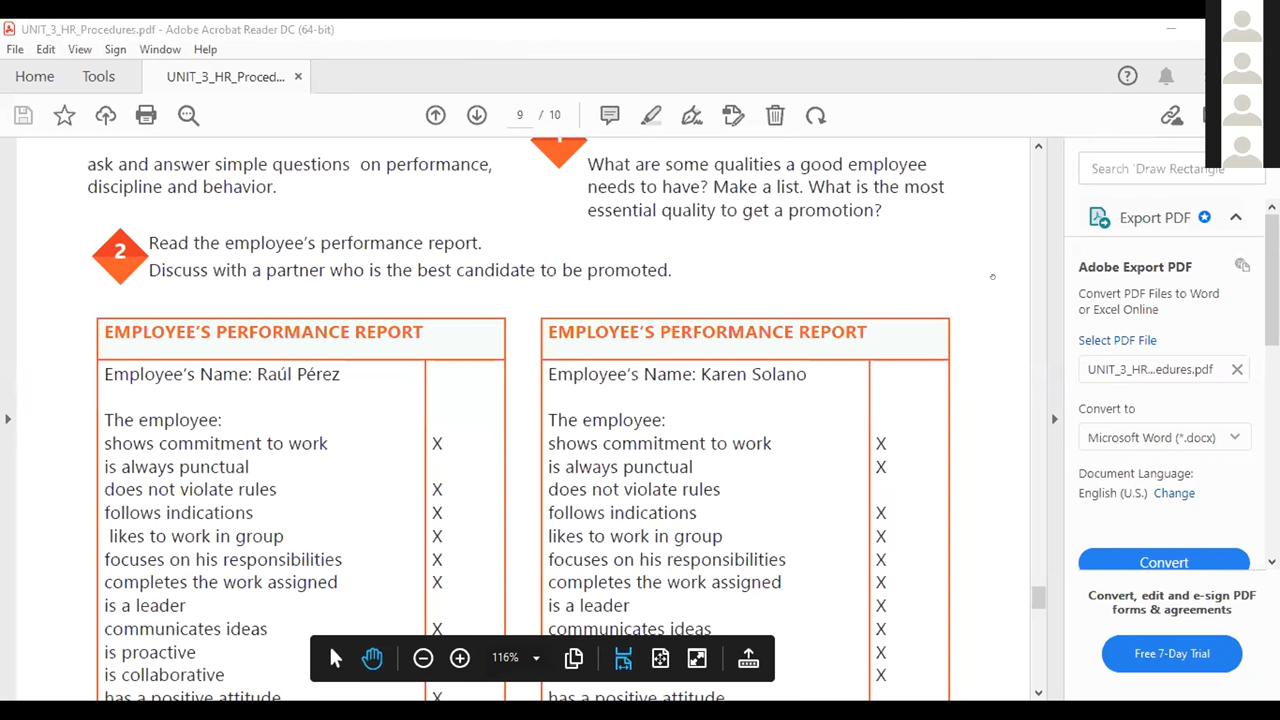 UNIT_3_HR_Procedures.pdf - Adobe Acrobat Reader DC (64-bit)
File Edit View Sign Window Help
Home Tools UNIT_3_HR_Proced... ×
9 / 10
ask and answer simple questions on performance,
discipline and behavior.
What are some qualities a good employee
needs to have? Make a list. What is the most
essential quality to get a promotion?
2
Read the employee's performance report.
Discuss with a partner who is the best candidate to be promoted.
EMPLOYEE'S PERFORMANCE REPORT
Employee's Name: Raúl Pérez
The employee:
shows commitment to work X
is always punctual
does not violate rules X
follows indications X
likes to work in group X
focuses on his responsibilities X
completes the work assigned X
is a leader
communicates ideas X
is proactive
is collaborative
has a positive attitude X
EMPLOYEE'S PERFORMANCE REPORT
Employee's Name: Karen Solano
The employee:
shows commitment to work X
is always punctual X
does not violate rules
follows indications X
likes to work in group X
focuses on his responsibilities X
completes the work assigned X
is a leader X
communicates ideas X
is proactive X
is collaborative X
has a positive attitude
116%
Search 'Draw Rectangle'
Export PDF
Adobe Export PDF
Convert PDF Files to Word
or Excel Online
Select PDF File
UNIT_3_HR...edures.pdf ×
Convert to
Microsoft Word (*.docx)
Document Language:
English (U.S.) Change
Convert
Convert, edit and e-sign PDF
forms & agreements
Free 7-Day Trial